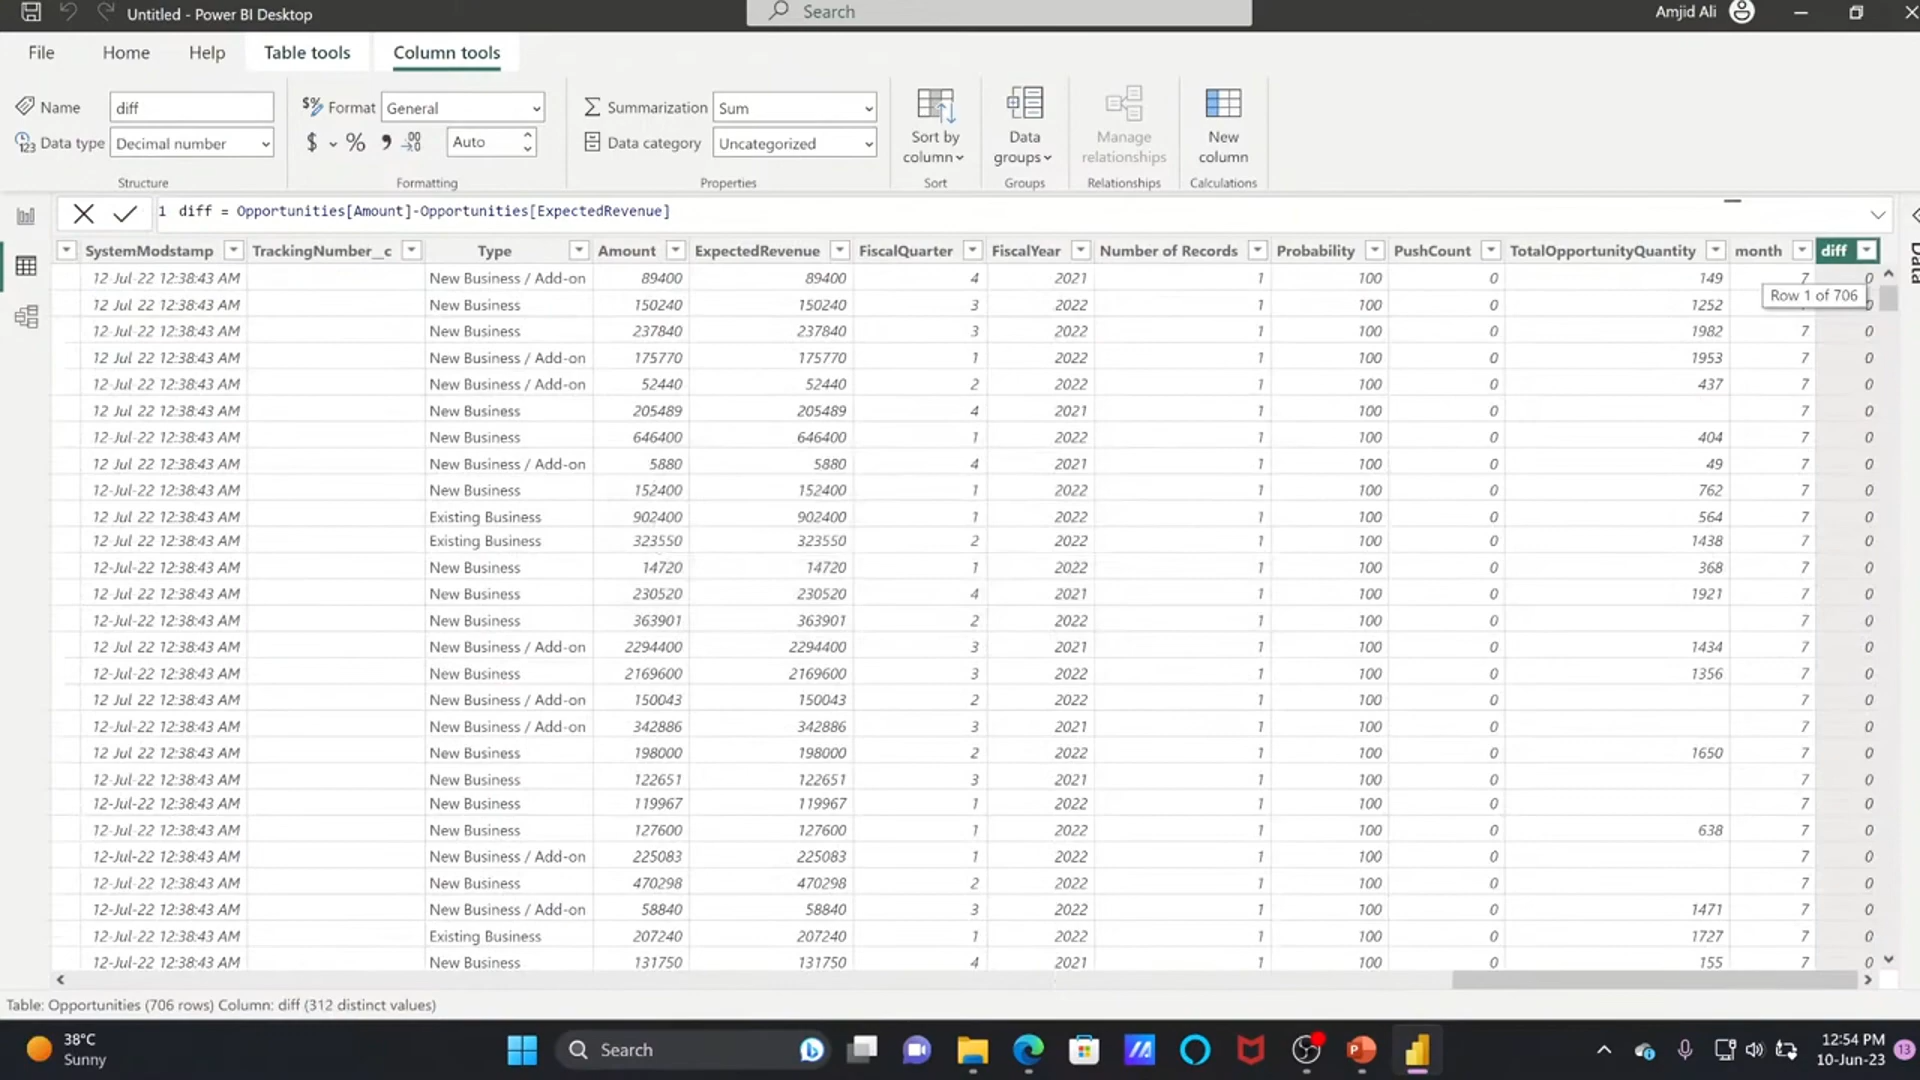 Untitled - Power BI Desktop
Search
Amjid Ali
File
Home
Help
Table tools
Column tools
Name
diff
$% Format
General
Summarization
Sum
Data type
Decimal number
$ % , .00
Auto
Data category
Uncategorized
Sort by column
Data groups
Manage relationships
New column
Structure
Formatting
Properties
Sort
Groups
Relationships
Calculations
1 diff = Opportunities[Amount]-Opportunities[ExpectedRevenue]
SystemModstamp TrackingNumber__c Type Amount ExpectedRevenue FiscalQuarter FiscalYear Number of Records Probability PushCount TotalOpportunityQuantity month diff
12 Jul-22 12:38:43 AM New Business / Add-on 89400 89400 4 2021 1 100 0 149 7 0
Row 1 of 706
12 Jul-22 12:38:43 AM New Business 150240 150240 3 2022 1 100 0 1252
12-Jul-22 12:38:43 AM New Business 237840 237840 3 2022 1 100 0 1982 7 0
12 Jul-22 12:38:43 AM New Business / Add-on 175770 175770 1 2022 1 100 0 1953 7 0
12-Jul-22 12:38:43 AM New Business / Add-on 52440 52440 2 2022 1 100 0 437 7 0
12 Jul-22 12:38:43 AM New Business 205489 205489 4 2021 1 100 0 7 0
12 Jul-22 12:38:43 AM New Business 646400 646400 1 2022 1 100 0 404 7 0
12 Jul-22 12:38:43 AM New Business / Add-on 5880 5880 4 2021 1 100 0 49 7 0
12-Jul-22 12:38:43 AM New Business 152400 152400 1 2022 1 100 0 762 7 0
12 Jul-22 12:38:43 AM Existing Business 902400 902400 1 2022 1 100 0 564 7 0
12-Jul-22 12:38:43 AM Existing Business 323550 323550 2 2022 1 100 0 1438 7 0
12 Jul 22 12:38:43 AM New Business 14720 14720 1 2022 1 100 0 368 7 0
12-Jul-22 12:38:43 AM New Business 230520 230520 4 2021 1 100 0 1921 7 0
12 Jul-22 12:38:43 AM New Business 363901 363901 2 2022 1 100 0 7 0
12 Jul 22 12:38:43 AM New Business / Add-on 2294400 2294400 3 2021 1 100 0 1434 7 0
12-Jul-22 12:38:43 AM New Business 2169600 2169600 3 2022 1 100 0 1356 7 0
12 Jul-22 12:38:43 AM New Business / Add-on 150043 150043 2 2022 1 100 0 7 0
12-Jul-22 12:38:43 AM New Business / Add-on 342886 342886 3 2021 1 100 0 7 0
12-Jul-22 12:38:43 AM New Business 198000 198000 2 2022 1 100 0 1650 7 0
12-Jul-22 12:38:43 AM New Business 122651 122651 3 2021 1 100 0 7 0
12-Jul-22 12:38:43 AM New Business 119967 119967 1 2022 1 100 0 7 0
12-Jul-22 12:38:43 AM New Business 127600 127600 1 2022 1 100 0 638 7 0
12-Jul-22 12:38:43 AM New Business / Add-on 225083 225083 1 2022 1 100 0 7 0
12-Jul-22 12:38:43 AM New Business 470298 470298 2 2022 1 100 0 7 0
12-Jul-22 12:38:43 AM New Business / Add-on 58840 58840 3 2022 1 100 0 1471 7 0
12-Jul-22 12:38:43 AM Existing Business 207240 207240 1 2022 1 100 0 1727 7 0
12-Jul-22 12:38:43 AM New Business 131750 131750 4 2021 1 100 0 155 7 0
Data
Table: Opportunities (706 rows) Column: diff (312 distinct values)
38°C
Sunny
Search
12:54 PM
10-Jun-23
13